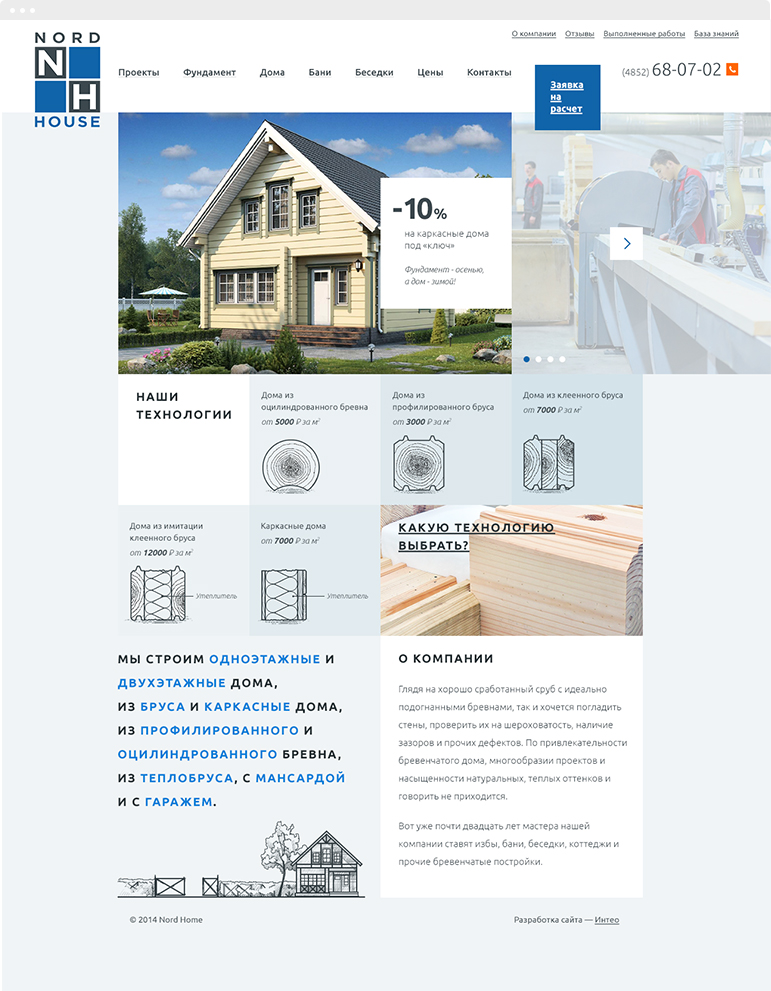 NORD
N
H
HOUSE
О компании Отзывы Выполненные работы База знаний
Проекты Фундамент Дома Бани Беседки Цены Контакты
Заявка
на
расчет
(4852) 68-07-02
-10%
на каркасные дома
под «ключ»
Фундамент - осенью,
а дом - зимой!
НАШИ
ТЕХНОЛОГИИ
Дома из
оцилиндрованного бревна
от 5000 ₽ за м²
Дома из
профилированного бруса
от 3000 ₽ за м²
Дома из клеенного бруса
от 7000 ₽ за м²
Дома из имитации
клеенного бруса
от 12000 ₽ за м²
Утеплитель
Каркасные дома
от 7000 ₽ за м²
Утеплитель
КАКУЮ ТЕХНОЛОГИЮ
ВЫБРАТЬ?
МЫ СТРОИМ ОДНОЭТАЖНЫЕ И
ДВУХЭТАЖНЫЕ ДОМА,
ИЗ БРУСА И КАРКАСНЫЕ ДОМА,
ИЗ ПРОФИЛИРОВАННОГО И
ОЦИЛИНДРОВАННОГО БРЕВНА,
ИЗ ТЕПЛОБРУСА, С МАНСАРДОЙ
И С ГАРАЖЕМ.
О КОМПАНИИ
Глядя на хорошо сработанный сруб с идеально
подогнанными бревнами, так и хочется погладить
стены, проверить их на шероховатость, наличие
зазоров и прочих дефектов. По привлекательности
бревенчатого дома, многообразии проектов и
насыщенности натуральных, теплых оттенков и
говорить не приходится.
Вот уже почти двадцать лет мастера нашей
компании ставят избы, бани, беседки, коттеджи и
прочие бревенчатые постройки.
© 2014 Nord Home
Разработка сайта — Интео